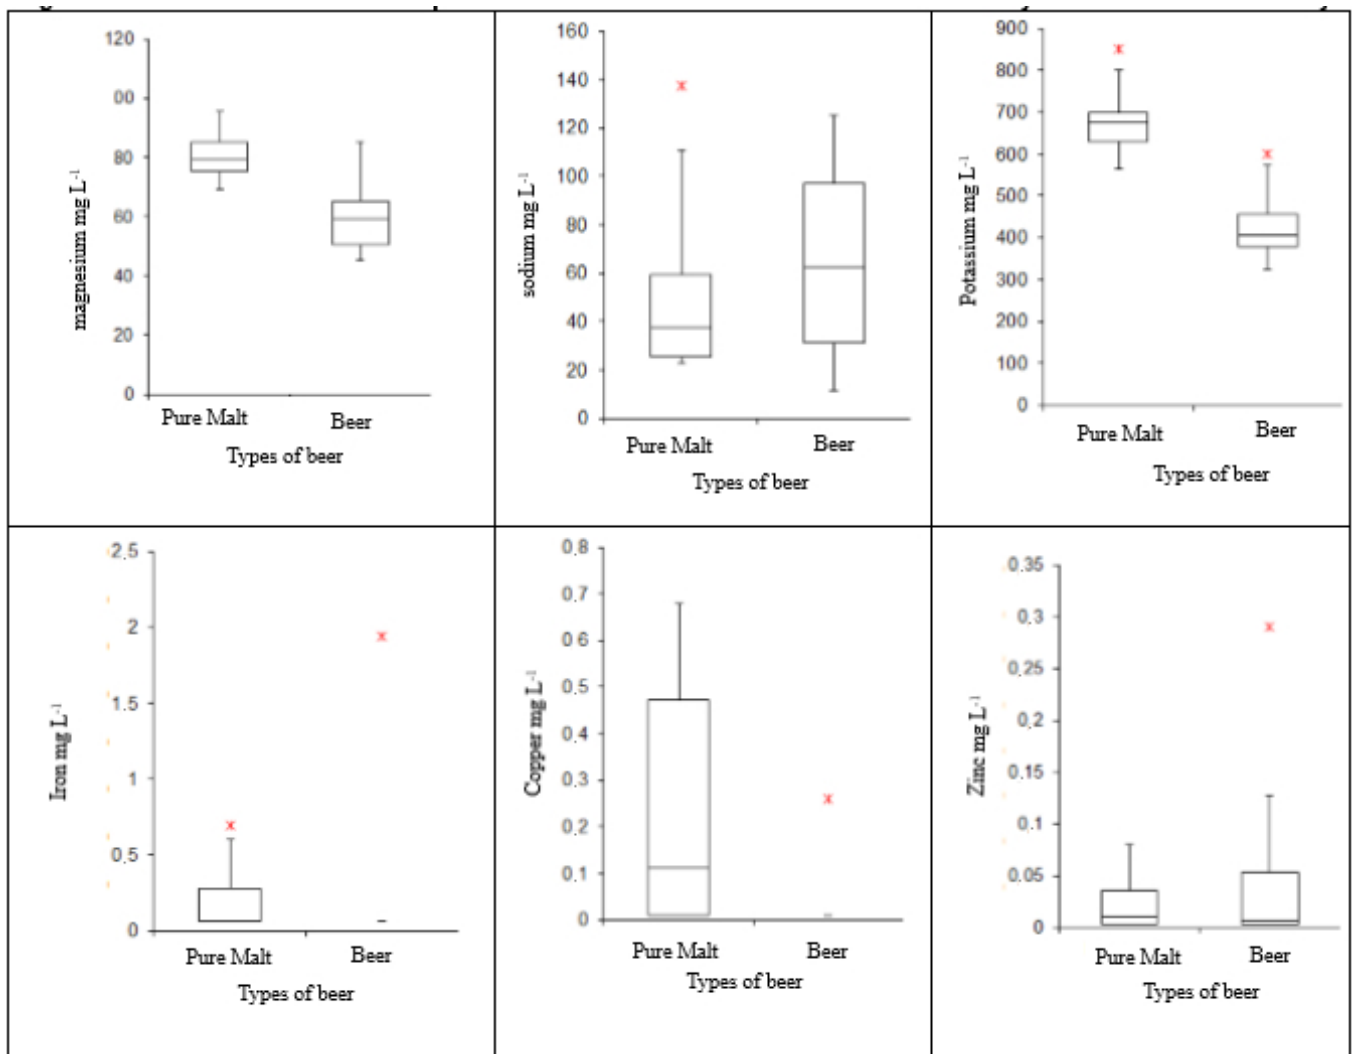 120
00
80
60
40
20
0
magnesium mg L-1
Pure Malt
Beer
Types of beer
160
140
120
100
80
60
40
20
0
sodium mg L-1
Pure Malt
Beer
Types of beer
900
800
700
600
500
400
300
200
100
0
Potassium mg L-1
Pure Malt
Beer
Types of beer
2.5
2
1.5
1
0.5
0
Iron mg L-1
Pure Malt
Beer
Types of beer
0.8
0.7
0.6
0.5
0.4
0.3
0.2
0.1
0
Copper mg L-1
Pure Malt
Beer
Types of beer
0.35
0.3
0.25
0.2
0.15
0.1
0.05
0
Zinc mg L-1
Pure Malt
Beer
Types of beer